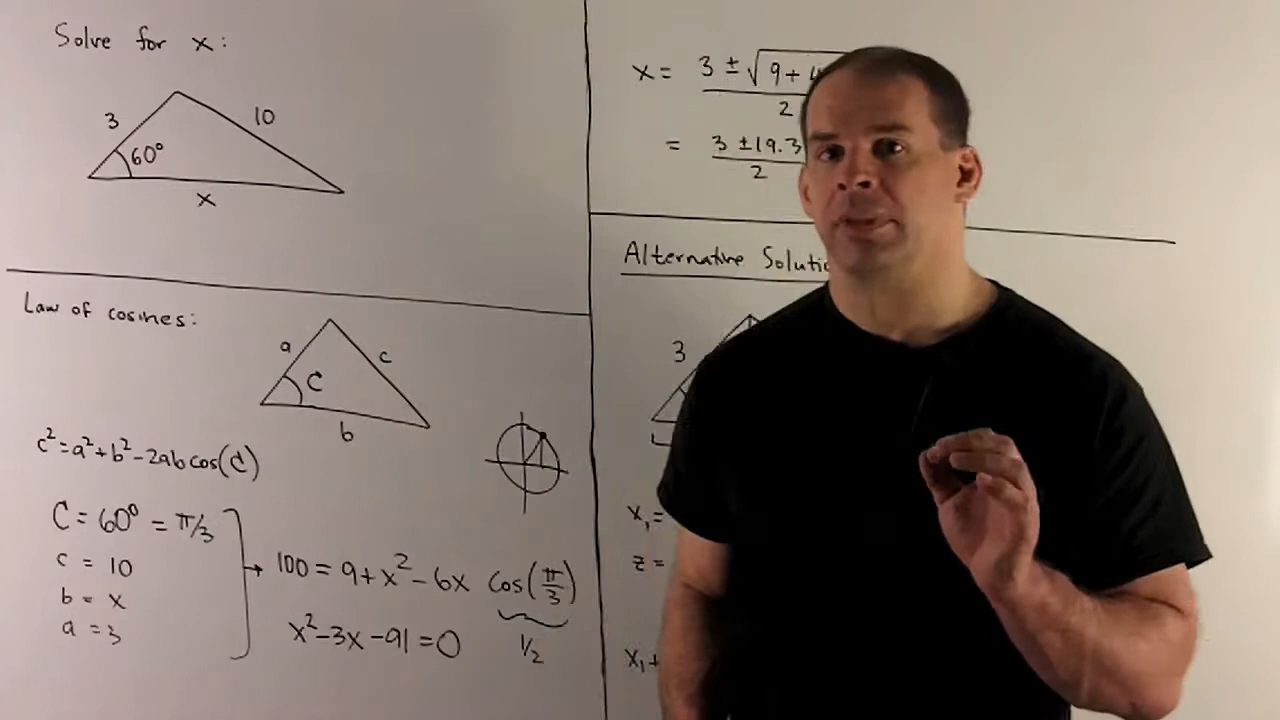 Solve for x:
3
10
60°
x
Law of cosines:
a
c
C
b
c²=a²+b²-2ab cos(C)
C = 60° = π/3
c = 10
b = x
a = 3
100 = 9 + x² - 6x cos(π/3)
1/2
x² - 3x - 91 = 0
x = 3 ± √9 +
2
= 3 ± 19.3
2
Alternative
3
x₁ =
z =
x₁ +